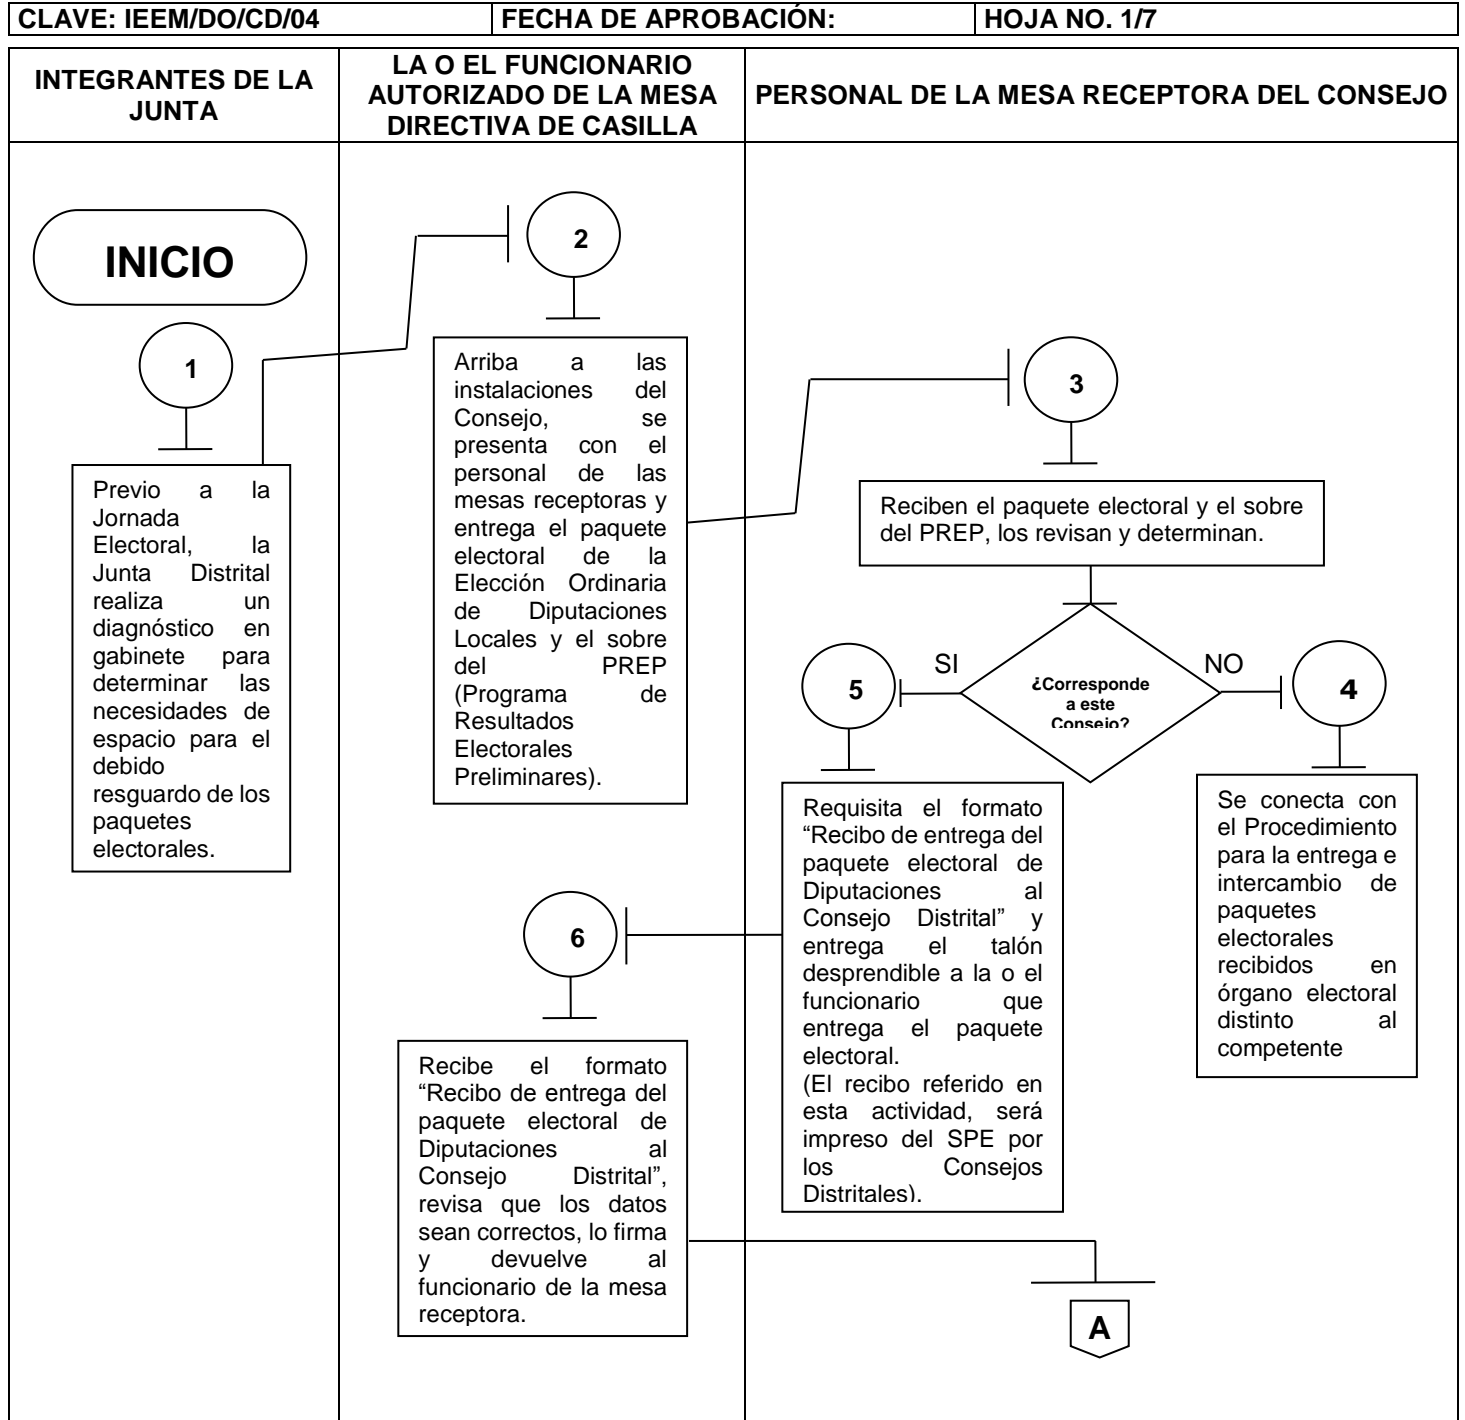 CLAVE: IEEM/DO/CD/04
FECHA DE APROBACIÓN:
HOJA NO. 1/7
INTEGRANTES DE LA
JUNTA
LA O EL FUNCIONARIO
AUTORIZADO DE LA MESA
DIRECTIVA DE CASILLA
PERSONAL DE LA MESA RECEPTORA DEL CONSEJO
INICIO
1
Previo a la
Jornada
Electoral, la
Junta Distrital
realiza un
diagnóstico en
gabinete para
determinar las
necesidades de
espacio para el
debido
resguardo de los
paquetes
electorales.
2
Arriba a las
instalaciones del
Consejo, se
presenta con el
personal de las
mesas receptoras y
entrega el paquete
electoral de la
Elección Ordinaria
de Diputaciones
Locales y el sobre
del PREP
(Programa de
Resultados
Electorales
Preliminares).
3
Reciben el paquete electoral y el sobre
del PREP, los revisan y determinan.
¿Corresponde
a este
Consejo?
SI
NO
4
Se conecta con
el Procedimiento
para la entrega e
intercambio de
paquetes
electorales
recibidos en
órgano electoral
distinto al
competente
5
Requisita el formato
“Recibo de entrega del
paquete electoral de
Diputaciones al
Consejo Distrital” y
entrega el talón
desprendible a la o el
funcionario que
entrega el paquete
electoral.
(El recibo referido en
esta actividad, será
impreso del SPE por
los Consejos
Distritales).
6
Recibe el formato
“Recibo de entrega del
paquete electoral de
Diputaciones al
Consejo Distrital”,
revisa que los datos
sean correctos, lo firma
y devuelve al
funcionario de la mesa
receptora.
A